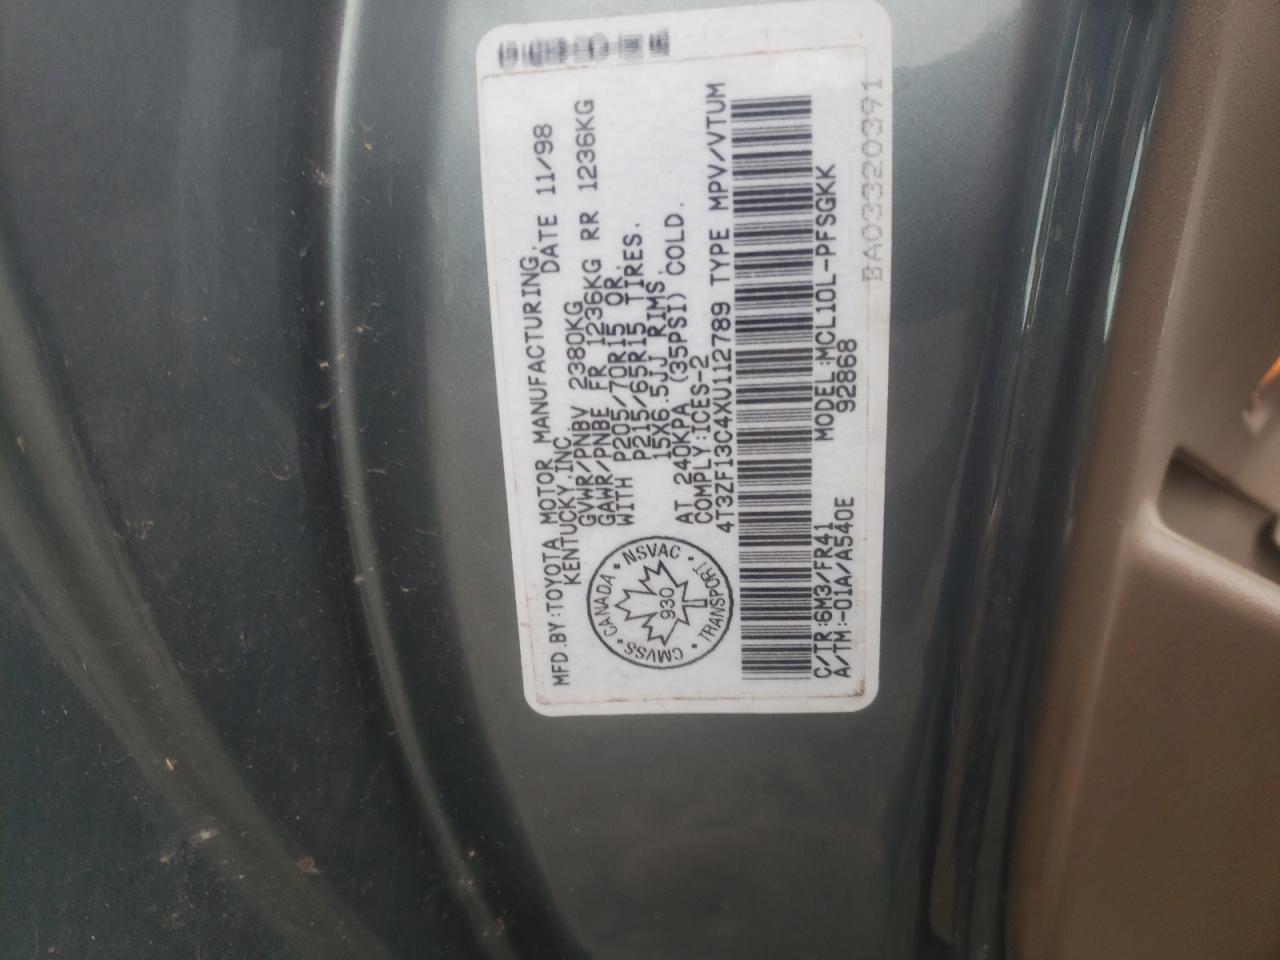 MFD.BY:TOYOTA MOTOR MANUFACTURING,
KENTUCKY,INC. DATE 11/98
GVWR/PNBV 2380KG
GAWR/PNBE FR 1236KG RR 1236KG
WITH P205/70R15 OR
P215/65R15 TIRES.
15X6.5JJ RIMS,
AT 240KPA (35PSI) COLD.
COMPLY:ICES-2
4T3ZF13C4XU112789 TYPE MPV/VTUM
CANADA • NSVAC • TRANSPORT • CMVSS •
930
C/TR:6M3/FR41 MODEL:MCL10L-PFSGKK
A/TM:-01A/A540E 92868
BA03320391